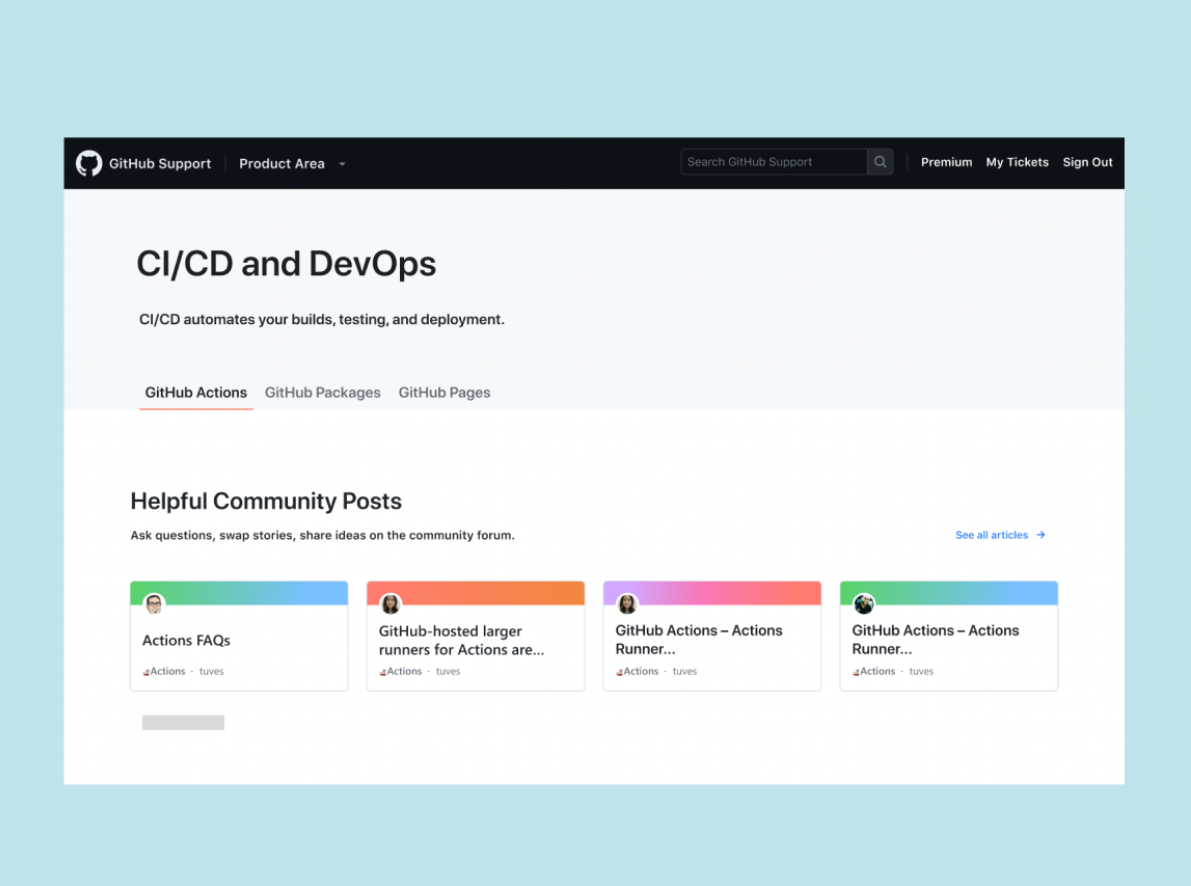 GitHub Support
Product Area
Search GitHub Support
Premium
My Tickets
Sign Out
CI/CD and DevOps
CI/CD automates your builds, testing, and deployment.
GitHub Actions
GitHub Packages
GitHub Pages
Helpful Community Posts
Ask questions, swap stories, share ideas on the community forum.
See all articles →
Actions FAQs
Actions · tuves
GitHub-hosted larger
runners for Actions are...
Actions · tuves
GitHub Actions – Actions
Runner...
Actions · tuves
GitHub Actions – Actions
Runner...
Actions · tuves